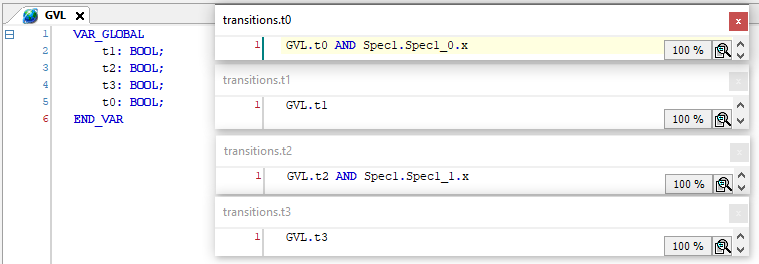 GVL
1 VAR_GLOBAL
2 t1: BOOL;
3 t2: BOOL;
4 t3: BOOL;
5 t0: BOOL;
6 END_VAR
transitions.t0 x
1 GVL.t0 AND Spec1.Spec1_0.x
100 %
transitions.t1 x
1 GVL.t1
100 %
transitions.t2 x
1 GVL.t2 AND Spec1.Spec1_1.x
100 %
transitions.t3 x
1 GVL.t3
100 %